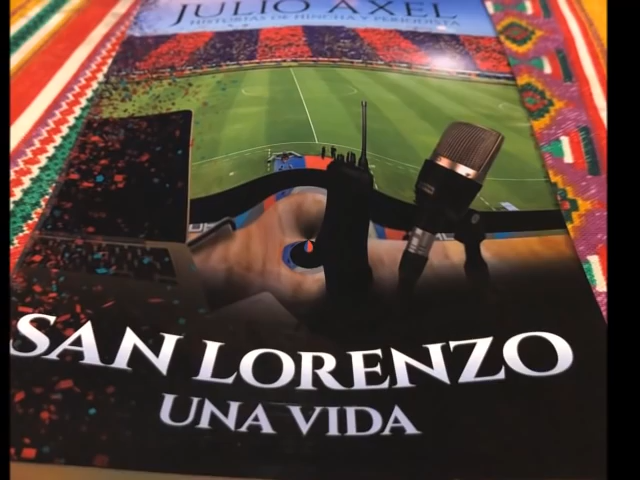 JULIO AXEL
HISTORIAS DE HINCHA Y PERIODISTA
SAN LORENZO
UNA VIDA